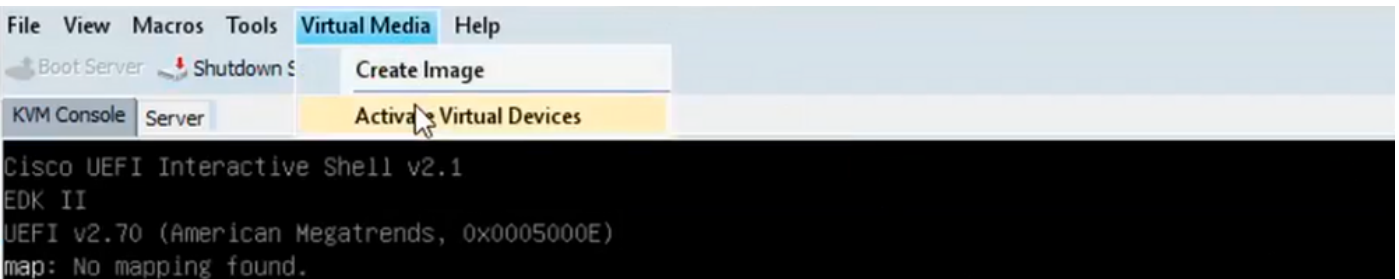 File View Macros Tools Virtual Media Help
Boot Server Shutdown S
Create Image
KVM Console Server
Activate Virtual Devices
Cisco UEFI Interactive Shell v2.1
EDK II
UEFI v2.70 (American Megatrends, 0x0005000E)
map: No mapping found.